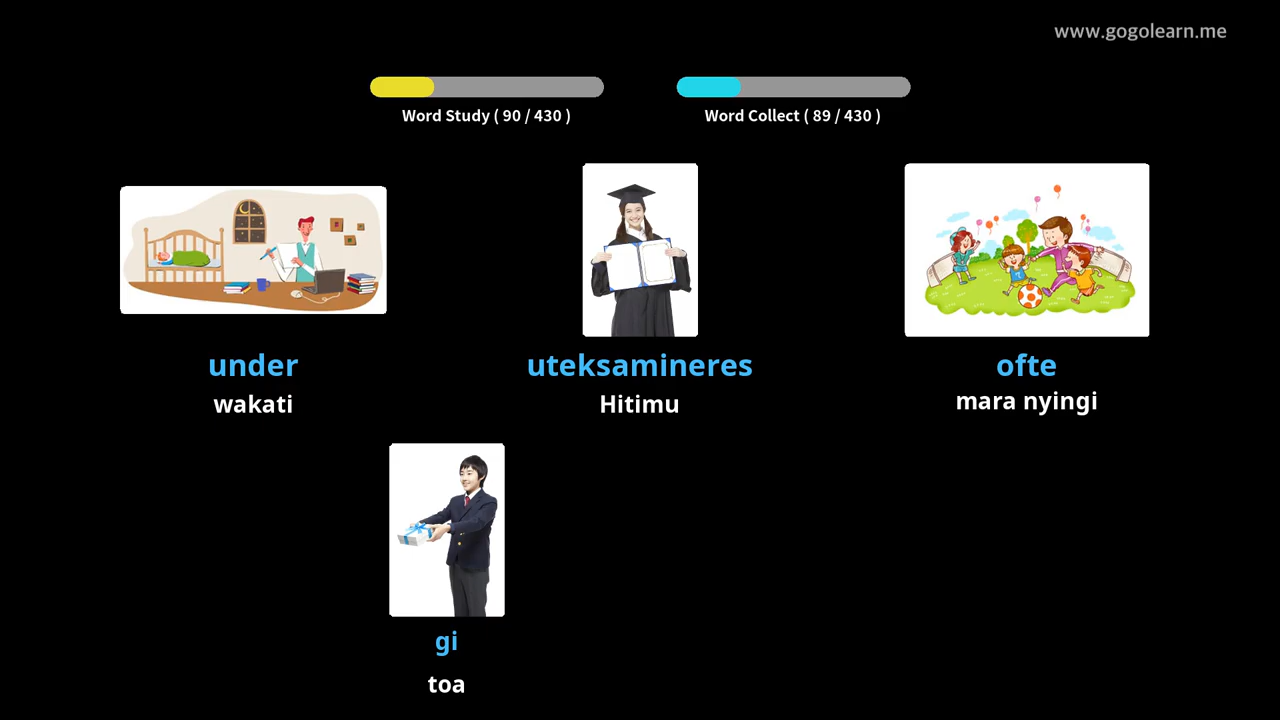 www.gogolearn.me
Word Study ( 90 / 430 )
Word Collect ( 89 / 430 )
under
wakati
uteksamineres
Hitimu
ofte
mara nyingi
gi
toa